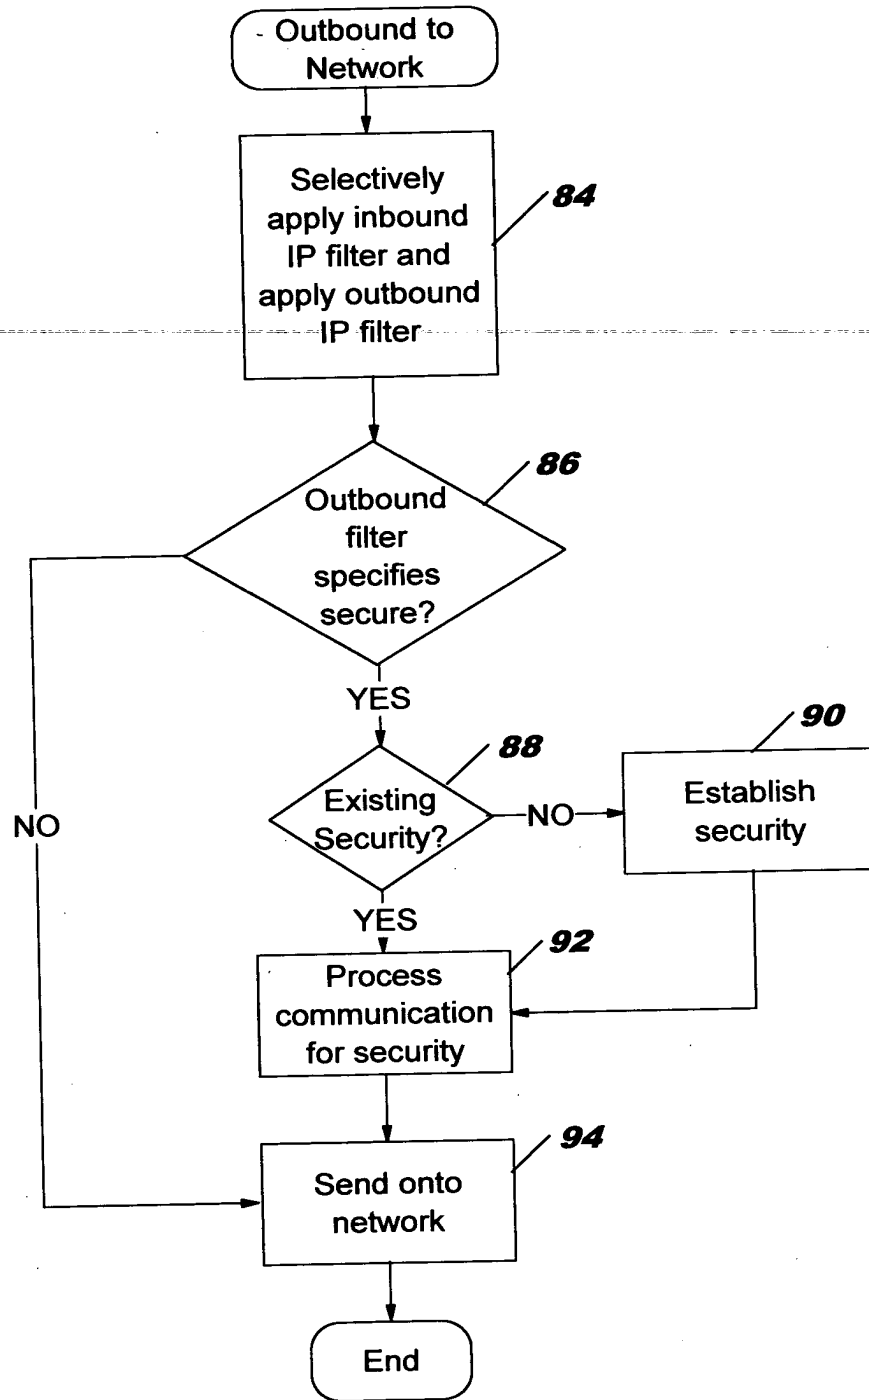 Outbound to
Network
Selectively
apply inbound
IP filter and
apply outbound
IP filter
84
Outbound
filter
specifies
secure?
86
YES
NO
Existing
Security?
88
NO
Establish
security
90
YES
Process
communication
for security
92
Send onto
network
94
End